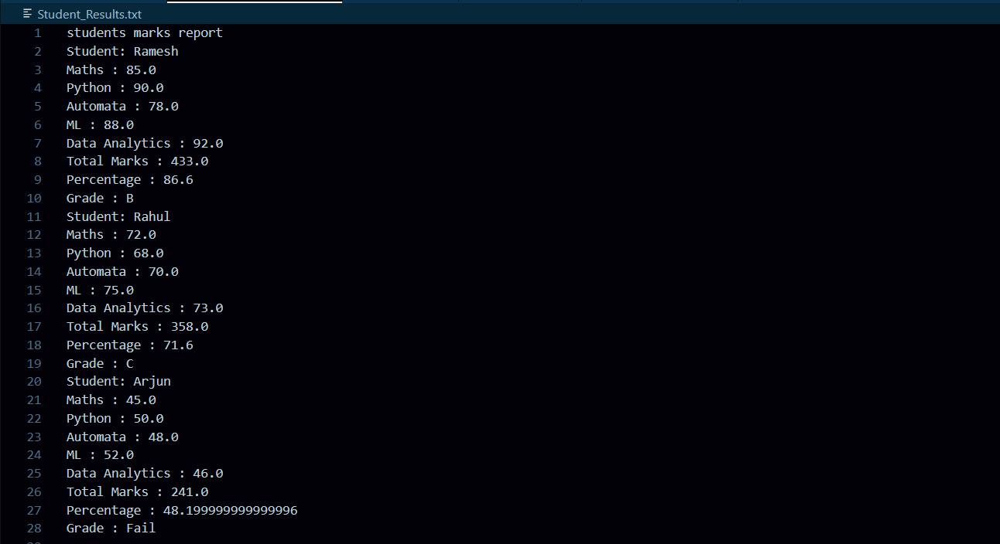 Student_Results.txt
1 students marks report
2 Student: Ramesh
3 Maths : 85.0
4 Python : 90.0
5 Automata : 78.0
6 ML : 88.0
7 Data Analytics : 92.0
8 Total Marks : 433.0
9 Percentage : 86.6
10 Grade : B
11 Student: Rahul
12 Maths : 72.0
13 Python : 68.0
14 Automata : 70.0
15 ML : 75.0
16 Data Analytics : 73.0
17 Total Marks : 358.0
18 Percentage : 71.6
19 Grade : C
20 Student: Arjun
21 Maths : 45.0
22 Python : 50.0
23 Automata : 48.0
24 ML : 52.0
25 Data Analytics : 46.0
26 Total Marks : 241.0
27 Percentage : 48.199999999999996
28 Grade : Fail